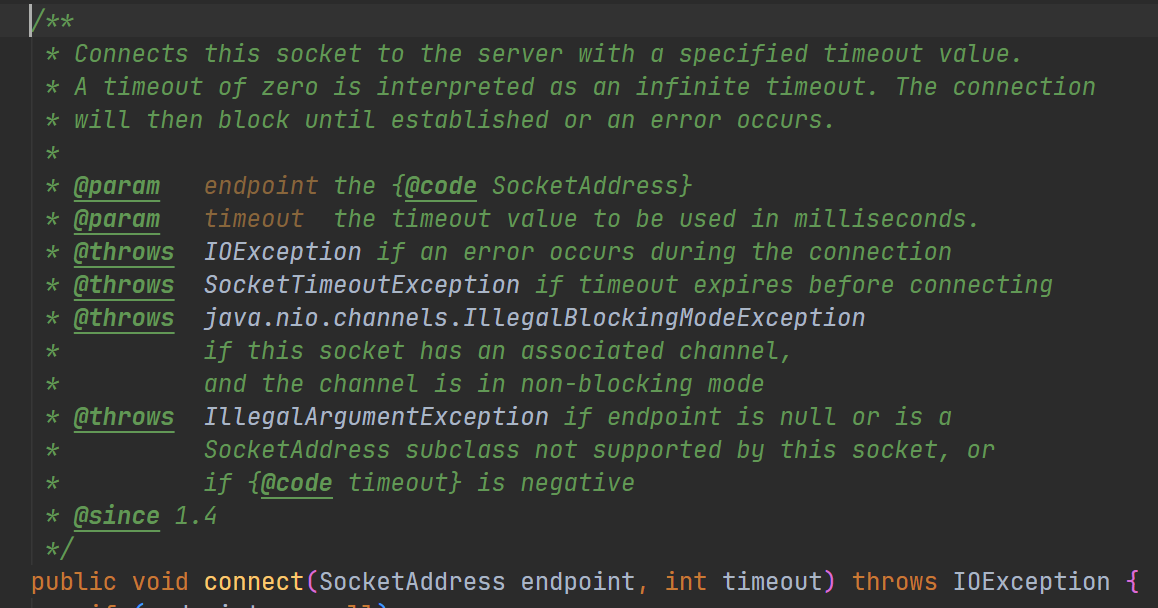 /**
* Connects this socket to the server with a specified timeout value.
* A timeout of zero is interpreted as an infinite timeout. The connection
* will then block until established or an error occurs.
*
* @param   endpoint the {@code SocketAddress}
* @param   timeout  the timeout value to be used in milliseconds.
* @throws  IOException if an error occurs during the connection
* @throws  SocketTimeoutException if timeout expires before connecting
* @throws  java.nio.channels.IllegalBlockingModeException
*          if this socket has an associated channel,
*          and the channel is in non-blocking mode
* @throws  IllegalArgumentException if endpoint is null or is a
*          SocketAddress subclass not supported by this socket, or
*          if {@code timeout} is negative
* @since 1.4
*/
public void connect(SocketAddress endpoint, int timeout) throws IOException {